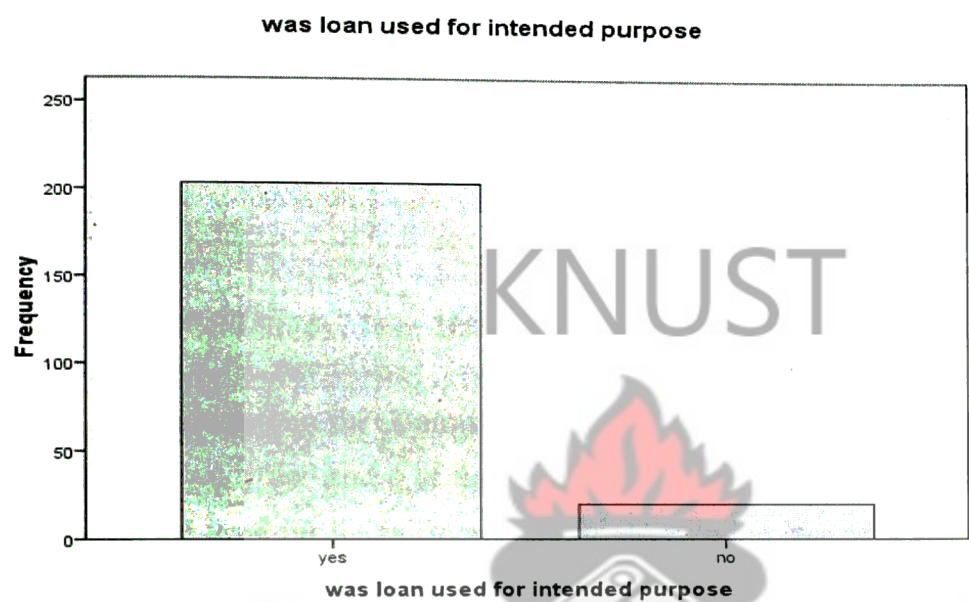 was loan used for intended purpose
250
200
150
100
50
0
Frequency
KNUST
yes
no
was loan used for intended purpose